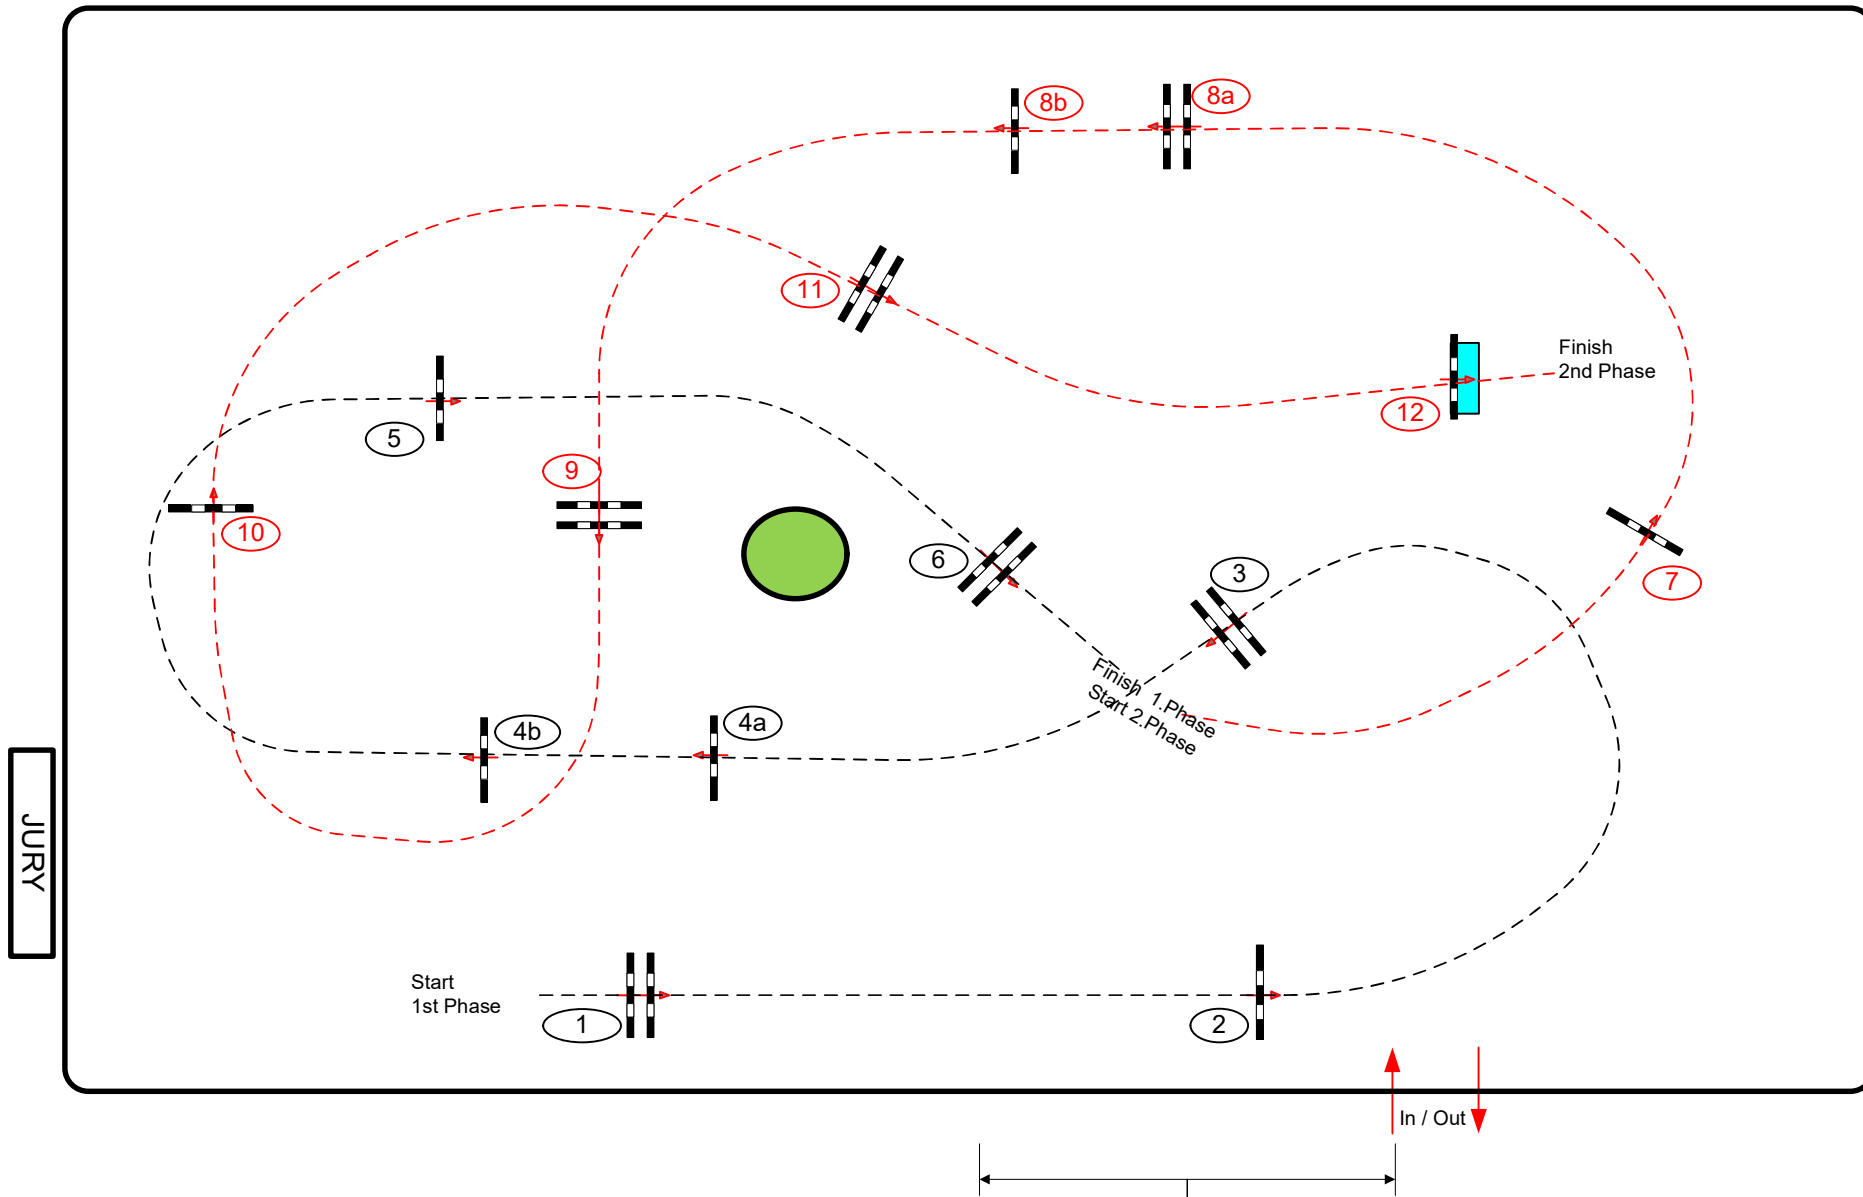 8b
8a
11
Finish
2nd Phase
12
5
9
10
6
3
7
Finish 1.Phase
Start 2.Phase
4b
4a
JURY
Start
1st Phase
1
2
In / Out